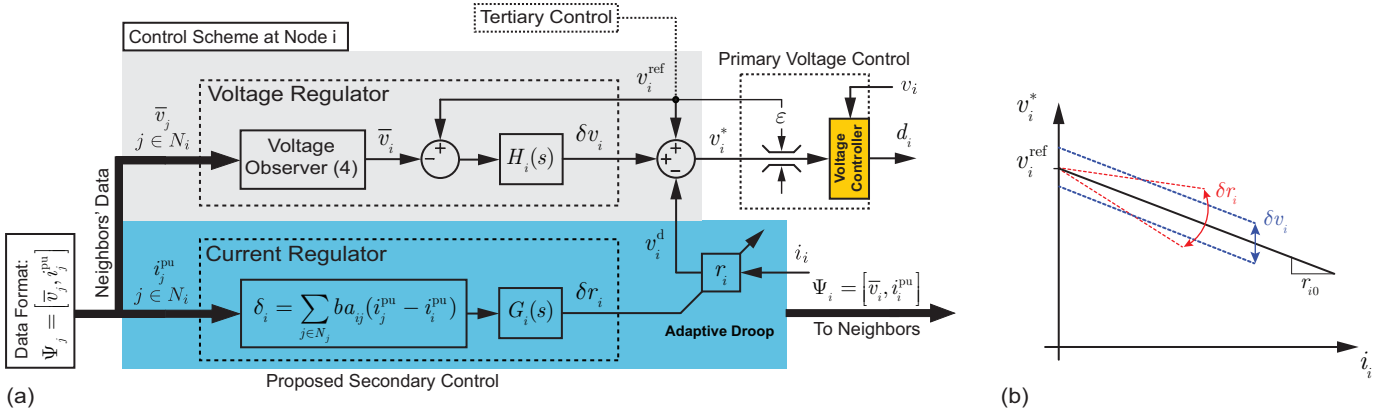 Tertiary Control
Control Scheme at Node i
Primary Voltage Control
Voltage Regulator
v_i^ref
v_i
v̅_j
j ∈ N_i
Voltage
Observer (4)
v̅_i
− +
H_i(s)
δv_i
+ +
−
v_i^*
ε
Voltage
Controller
d_i
Neighbors' Data
Data Format:
Ψ_j = [v̅_j, i_j^pu]
Current Regulator
i_j^pu
j ∈ N_i
δ_i = ∑_{j∈N_j} ba_ij(i_j^pu − i_i^pu)
G_i(s)
δr_i
v_i^d
r_i
i_i
Adaptive Droop
Ψ_i = [v̅_i, i_i^pu]
To Neighbors
Proposed Secondary Control
(a)
v_i^*
v_i^ref
δr_i
δv_i
r_i0
i_i
(b)